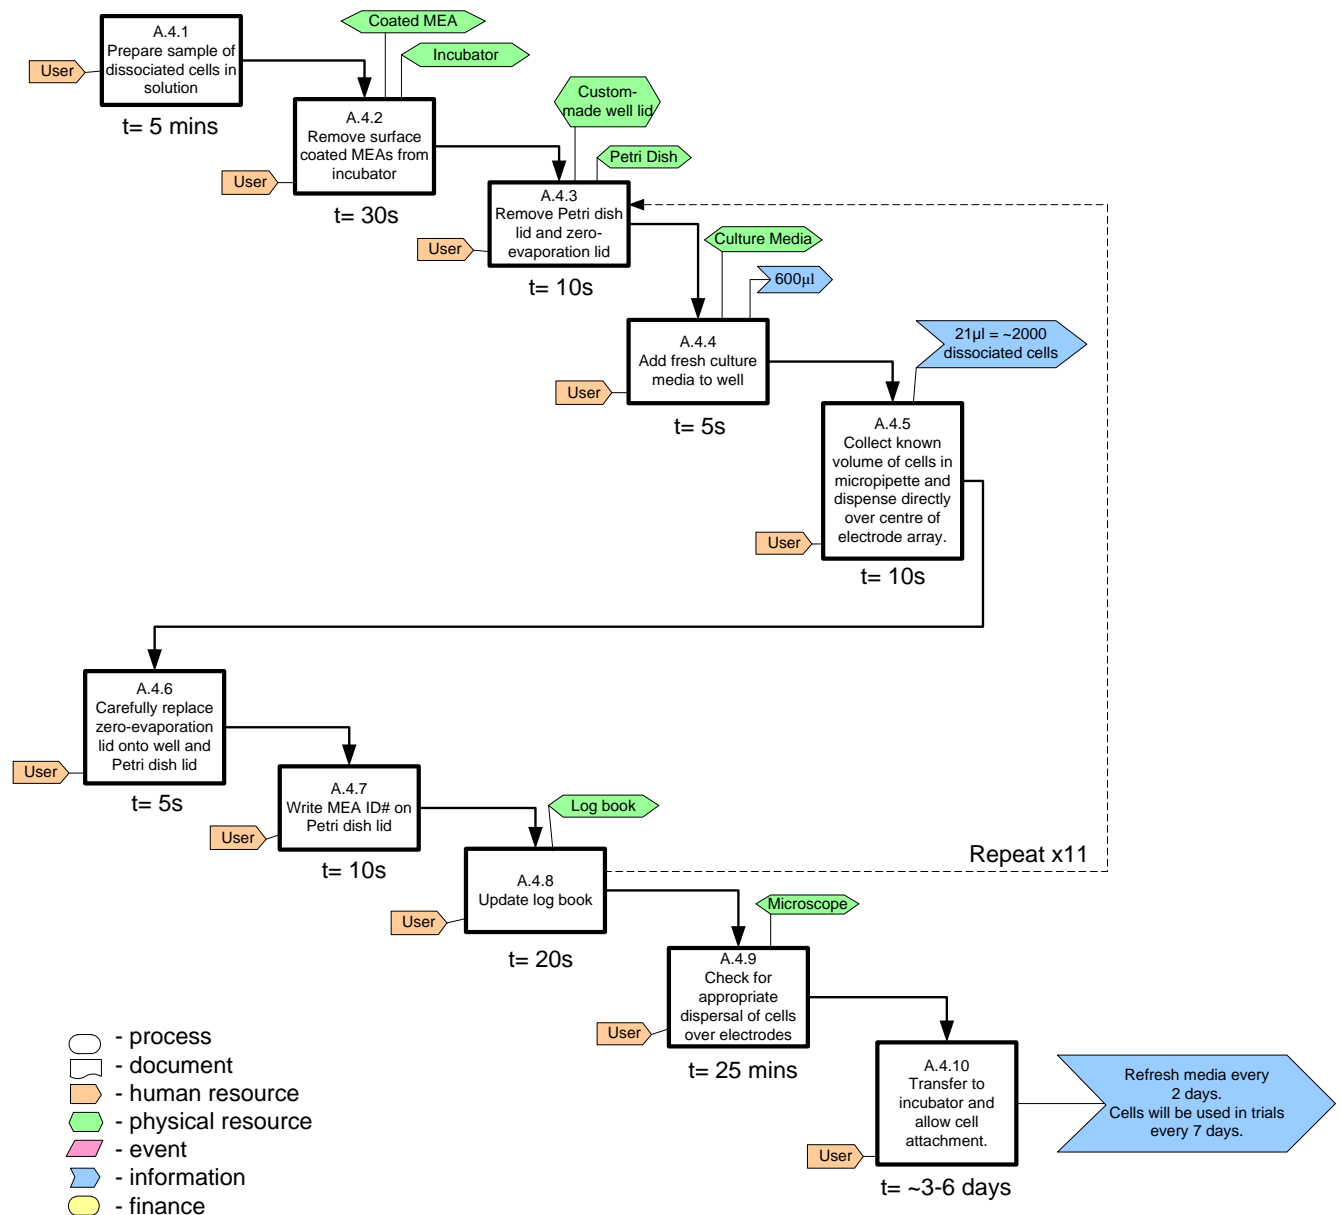 Coated MEA
Incubator
A.4.1
Prepare sample of
dissociated cells in
solution
User
t= 5 mins
Custom-
made well lid
Petri Dish
A.4.2
Remove surface
coated MEAs from
incubator
User
t= 30s
A.4.3
Remove Petri dish
lid and zero-
evaporation lid
User
t= 10s
Culture Media
600µl
A.4.4
Add fresh culture
media to well
User
t= 5s
21µl = ~2000
dissociated cells
A.4.5
Collect known
volume of cells in
micropipette and
dispense directly
over centre of
electrode array.
User
t= 10s
A.4.6
Carefully replace
zero-evaporation
lid onto well and
Petri dish lid
User
t= 5s
A.4.7
Write MEA ID# on
Petri dish lid
User
t= 10s
Log book
A.4.8
Update log book
User
t= 20s
Repeat x11
Microscope
A.4.9
Check for
appropriate
dispersal of cells
over electrodes
User
t= 25 mins
A.4.10
Transfer to
incubator and
allow cell
attachment.
User
t= ~3-6 days
Refresh media every
2 days.
Cells will be used in trials
every 7 days.
- process
- document
- human resource
- physical resource
- event
- information
- finance